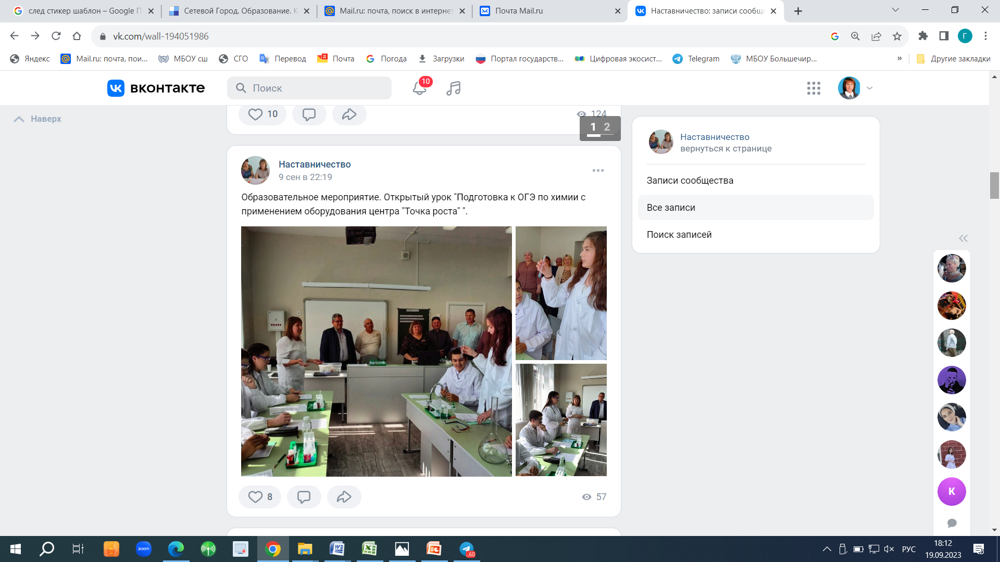 след стикер шаблон – Google П
Сетевой Город. Образование. К
Mail.ru: почта, поиск в интернет
Почта Mail.ru
Наставничество: записи сообще
vk.com/wall-194051986
Г
Яндекс
Mail.ru: почта, пои...
МБОУ сш
СГО
Перевод
Почта
Погода
Загрузки
Портал государств...
Цифровая экосист...
Telegram
МБОУ Большечир...
»
Другие закладки
вконтакте
Поиск
10
Наверх
10
124
1 2
Наставничество
9 сен в 22:19
Образовательное мероприятие. Открытый урок "Подготовка к ОГЭ по химии с
применением оборудования центра "Точка роста" ".
8
57
Наставничество
вернуться к странице
Записи сообщества
Все записи
Поиск записей
K
zoom
..60
РУС
18:12
19.09.2023